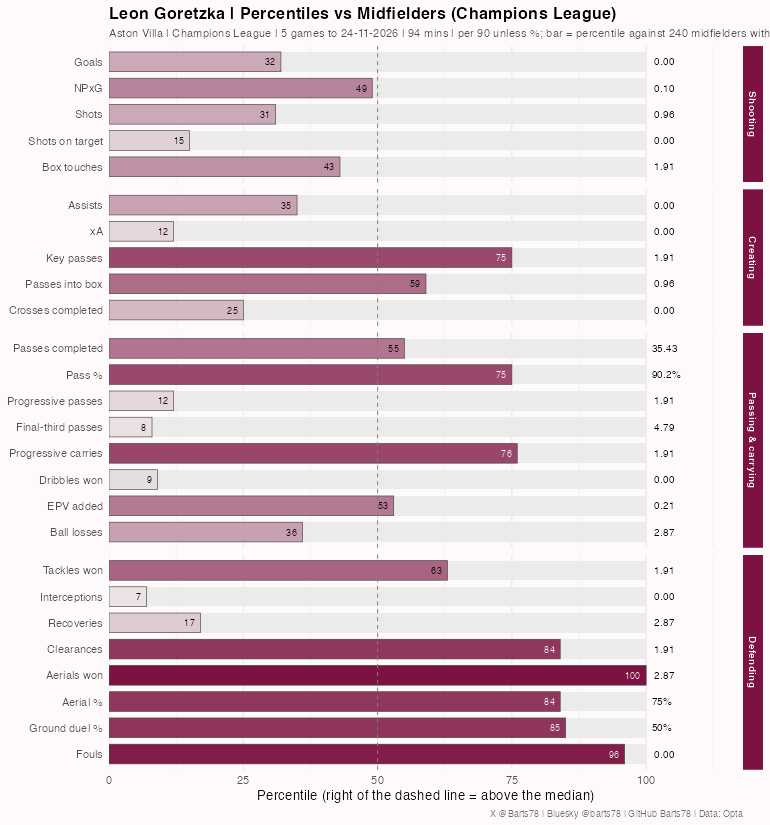 Leon Goretzka | Percentiles vs Midfielders (Champions League)
Aston Villa | Champions League | 5 games to 24-11-2026 | 94 mins | per 90 unless %; bar = percentile against 240 midfielders with
Goals 32 0.00
NPxG 49 0.10
Shots 31 0.96
Shots on target 15 0.00
Box touches 43 1.91
Shooting
Assists 35 0.00
xA 12 0.00
Key passes 75 1.91
Passes into box 59 0.96
Crosses completed 25 0.00
Creating
Passes completed 55 35.43
Pass % 75 90.2%
Progressive passes 12 1.91
Final-third passes 8 4.79
Progressive carries 76 1.91
Dribbles won 9 0.00
EPV added 53 0.21
Ball losses 36 2.87
Passing & carrying
Tackles won 63 1.91
Interceptions 7 0.00
Recoveries 17 2.87
Clearances 84 1.91
Aerials won 100 2.87
Aerial % 84 75%
Ground duel % 85 50%
Fouls 96 0.00
Defending
0 25 50 75 100
Percentile (right of the dashed line = above the median)
X @Barts78 | Bluesky @barts78 | GitHub Barts78 | Data: Opta